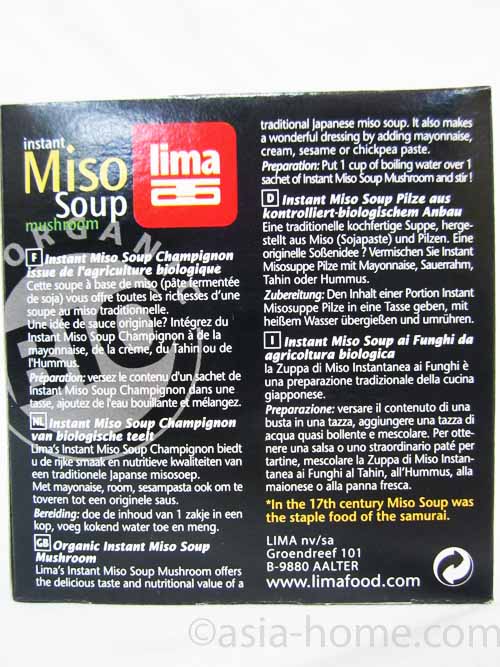 instant
Miso
Soup
mushroom
lima
ORGANIC
F Instant Miso Soup Champignon
issue de l'agriculture biologique
Cette soupe à base de miso (pâte fermentée
de soja) vous offre toutes les richesses d'une
soupe au miso traditionnelle.
Une idée de sauce originale? Intégrez du
Instant Miso Soup Champignon à de la
mayonnaise, de la crème, du Tahin ou de
l'Hummus.
Préparation: versez le contenu d'un sachet de
Instant Miso Soup Champignon dans une
tasse, ajoutez de l'eau bouillante et mélangez.
NL Instant Miso Soup Champignon
van biologische teelt
Lima's Instant Miso Soup Champignon biedt
u de rijke smaak en nutritieve kwaliteiten van
een traditionele Japanse misosoep.
Met mayonaise, room, sesampasta ook om te
toveren tot een originele saus.
Bereiding: doe de inhoud van 1 zakje in een
kop, voeg kokend water toe en meng.
GB Organic Instant Miso Soup
Mushroom
Lima's Instant Miso Soup Mushroom offers
the delicious taste and nutritional value of a
traditional Japanese miso soup. It also makes
a wonderful dressing by adding mayonnaise,
cream, sesame or chickpea paste.
Preparation: Put 1 cup of boiling water over 1
sachet of Instant Miso Soup Mushroom and stir!
D Instant Miso Soup Pilze aus
kontrolliert-biologischem Anbau
Eine traditionelle kochfertige Suppe, herge-
stellt aus Miso (Sojapaste) und Pilzen. Eine
originelle Soßenidee? Vermischen Sie Instant
Misosuppe Pilze mit Mayonnaise, Sauerrahm,
Tahin oder Hummus.
Zubereitung: Den Inhalt einer Portion Instant
Misosuppe Pilze in eine Tasse geben, mit
heißem Wasser übergießen und umrühren.
I Instant Miso Soup ai Funghi da
agricoltura biologica
la Zuppa di Miso Instantanea ai Funghi è
una preparazione tradizionale della cucina
giapponese.
Preparazione: versare il contenuto di una
busta in una tazza, aggiungere una tazza di
acqua quasi bollente e mescolare. Per otte-
nere una salsa o uno straordinario paté per
tartine, mescolare la Zuppa di Miso Instan-
tanea ai Funghi al Tahin, all'Hummus, alla
maionese o alla panna fresca.
*In the 17th century Miso Soup was
the staple food of the samurai.
LIMA nv/sa
Groendreef 101
B-9880 AALTER
www.limafood.com
©asia-home.com